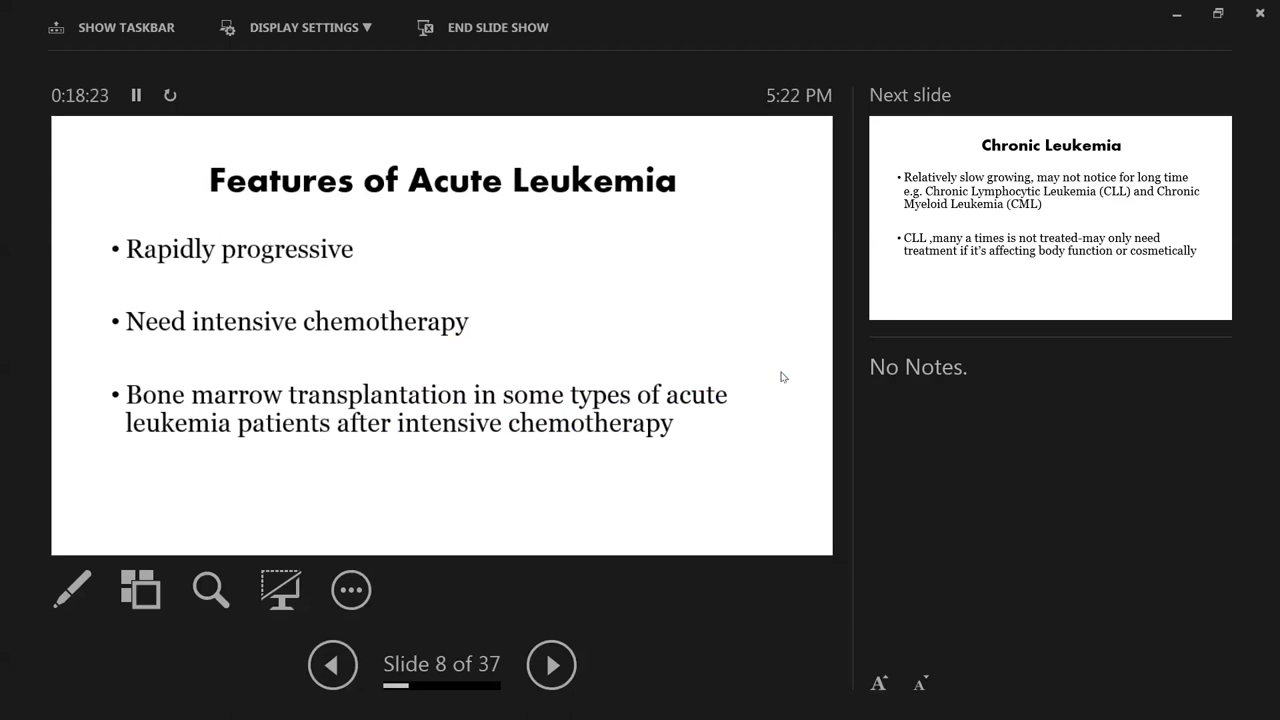 SHOW TASKBAR
DISPLAY SETTINGS ▼
END SLIDE SHOW
0:18:23
5:22 PM
Features of Acute Leukemia
• Rapidly progressive
• Need intensive chemotherapy
• Bone marrow transplantation in some types of acute
leukemia patients after intensive chemotherapy
Slide 8 of 37
Next slide
Chronic Leukemia
• Relatively slow growing, may not notice for long time
e.g. Chronic Lymphocytic Leukemia (CLL) and Chronic
Myeloid Leukemia (CML)
• CLL ,many a times is not treated-may only need
treatment if it's affecting body function or cosmetically
No Notes.
A A